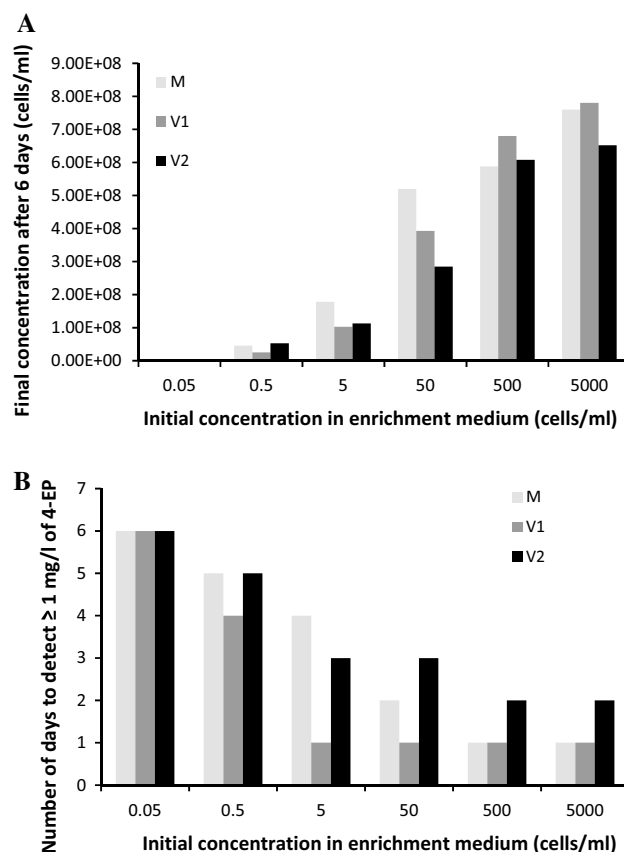 A
Final concentration after 6 days (cells/ml)
9.00E+08
8.00E+08
7.00E+08
6.00E+08
5.00E+08
4.00E+08
3.00E+08
2.00E+08
1.00E+08
0.00E+00
M
V1
V2
0.05 0.5 5 50 500 5000
Initial concentration in enrichment medium (cells/ml)
B
Number of days to detect ≥ 1 mg/l of 4-EP
7
6
5
4
3
2
1
0
M
V1
V2
0.05 0.5 5 50 500 5000
Initial concentration in enrichment medium (cells/ml)